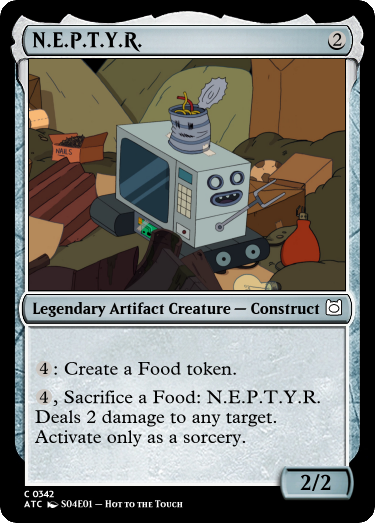 N.E.P.T.Y.R. 2
NAILS
Legendary Artifact Creature — Construct
4: Create a Food token.
4, Sacrifice a Food: N.E.P.T.Y.R.
Deals 2 damage to any target.
Activate only as a sorcery.
2/2
C 0342
ATC S04E01 — Hot to the Touch